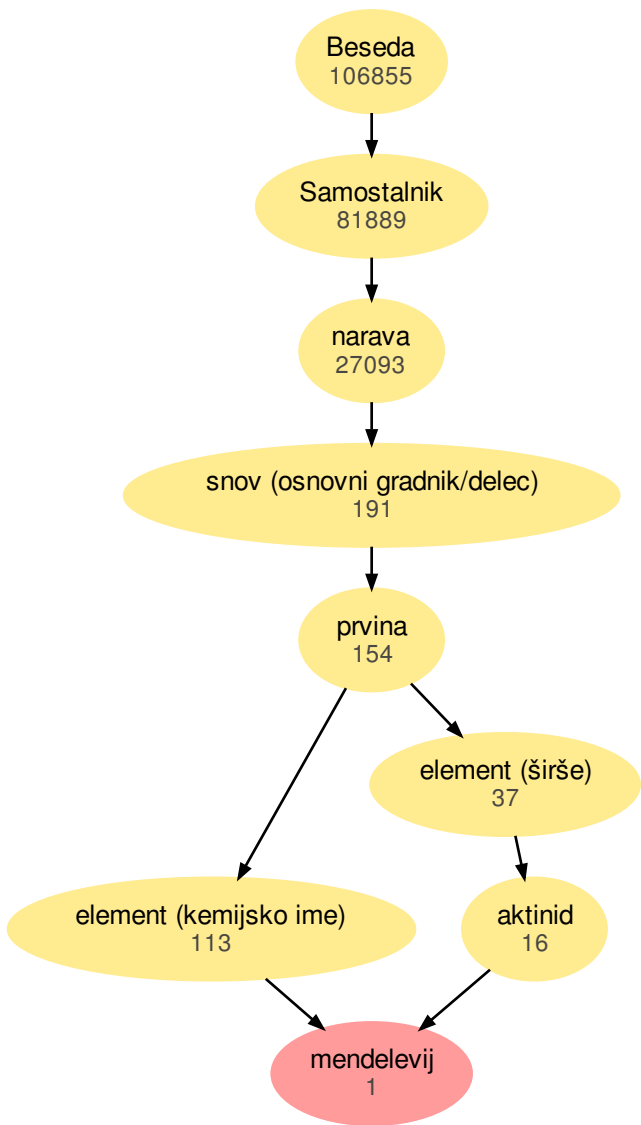 Beseda
106855
Samostalnik
81889
narava
27093
snov (osnovni gradnik/delec)
191
prvina
154
element (širše)
37
element (kemijsko ime)
113
aktinid
16
mendelevij
1